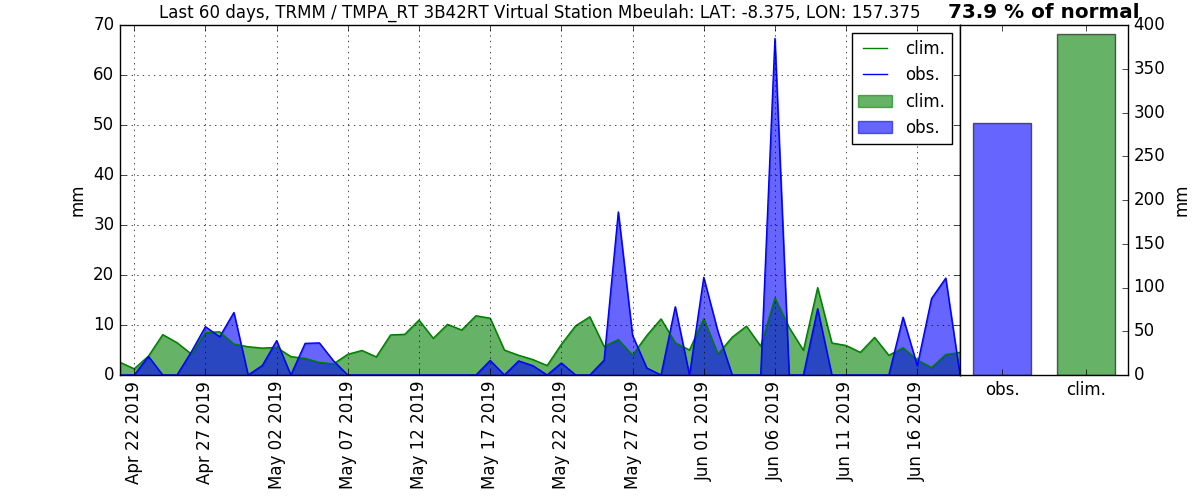 Last 60 days, TRMM / TMPA_RT 3B42RT Virtual Station Mbeulah: LAT: -8.375, LON: 157.375
73.9 % of normal
70
60
50
40
30
20
10
0
mm
clim.
obs.
clim.
obs.
400
350
300
250
200
150
100
50
0
mm
obs.
clim.
Apr 22 2019
Apr 27 2019
May 02 2019
May 07 2019
May 12 2019
May 17 2019
May 22 2019
May 27 2019
Jun 01 2019
Jun 06 2019
Jun 11 2019
Jun 16 2019